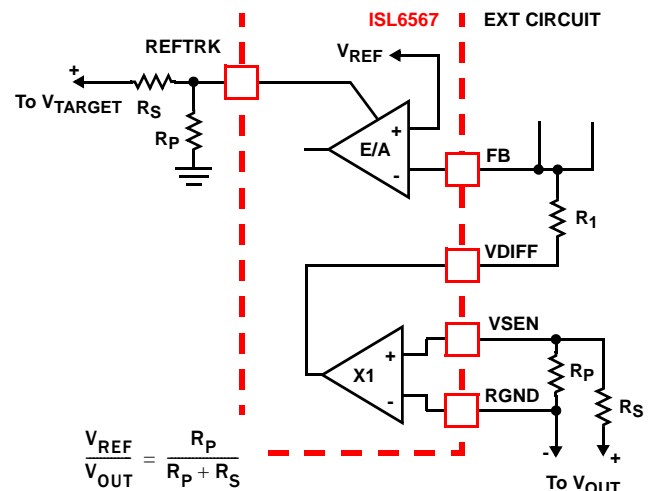 ISL6567 EXT CIRCUIT
REFTRK
VREF
+
To VTARGET
RS
RP
+
E/A
-
FB
R1
VDIFF
VSEN
+
X1
-
RGND
RP
RS
- +
To VOUT
VREF / VOUT = RP / RP + RS